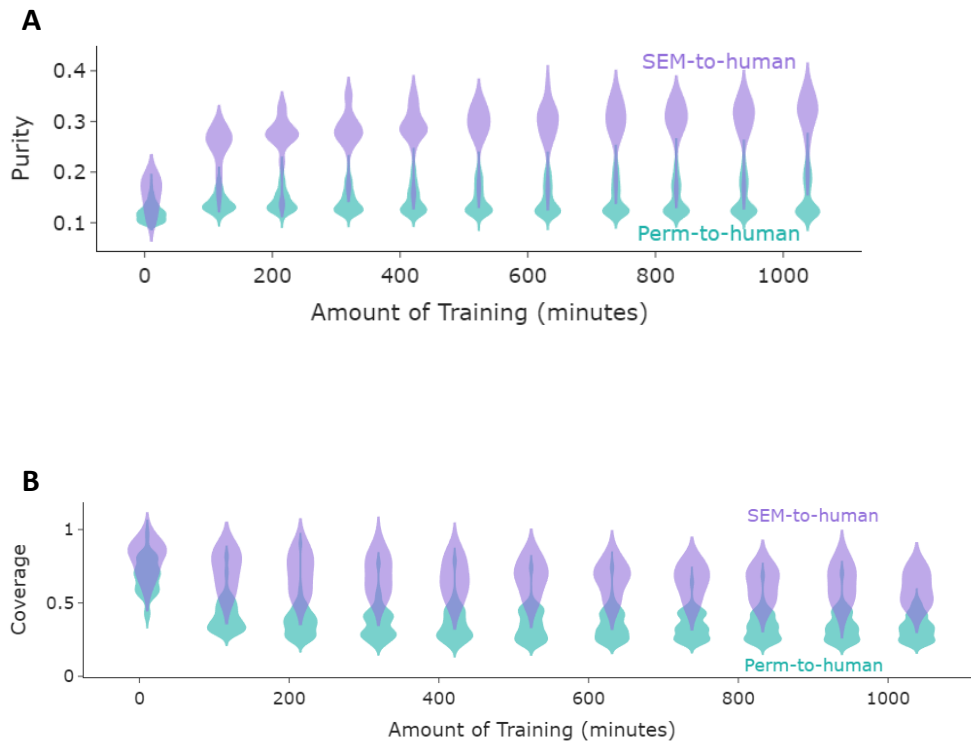 A
0.4
0.3
0.2
0.1
Purity
SEM-to-human
Perm-to-human
0 200 400 600 800 1000
Amount of Training (minutes)
B
1
0.5
0
Coverage
SEM-to-human
Perm-to-human
0 200 400 600 800 1000
Amount of Training (minutes)